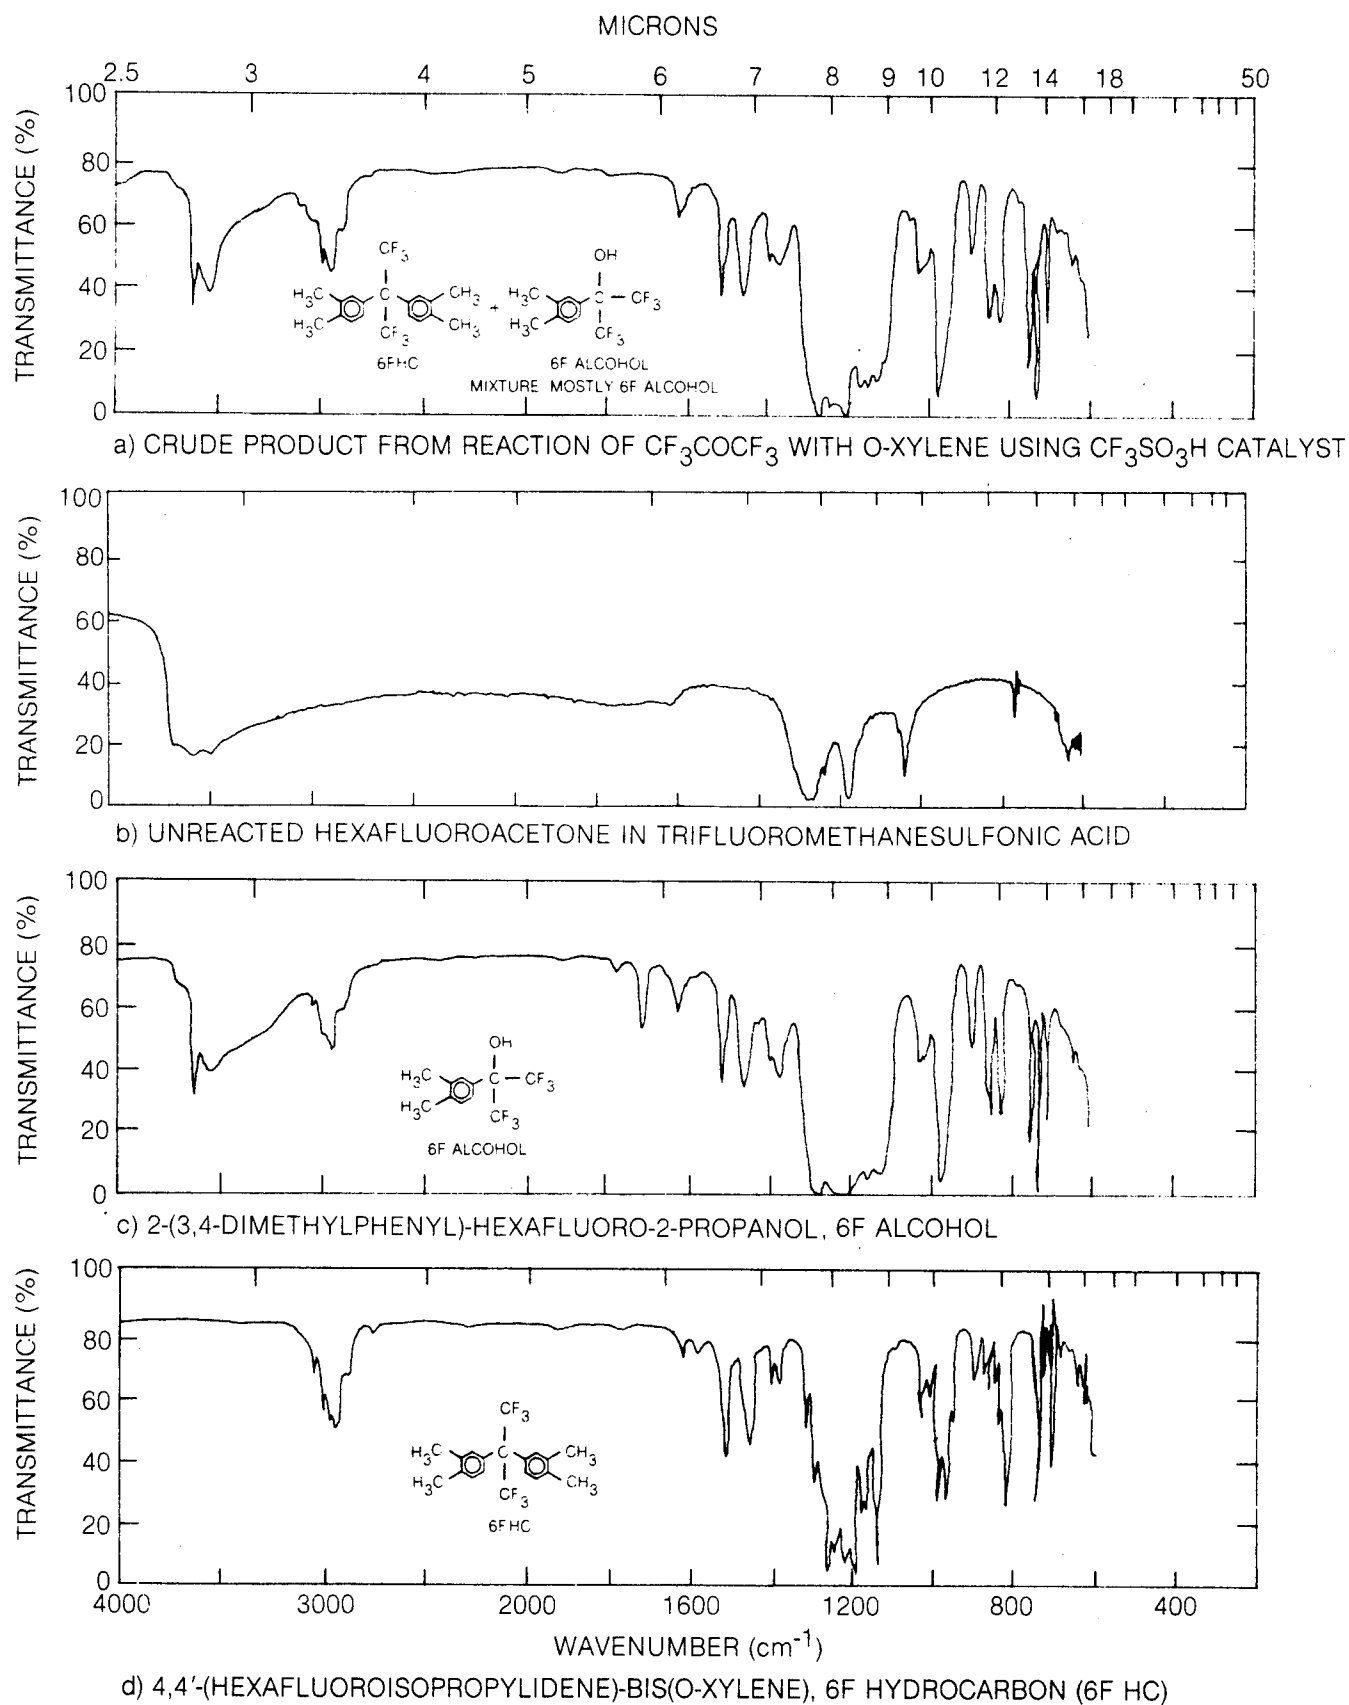 MICRONS
2.5 3 4 5 6 7 8 9 10 12 14 18 50
TRANSMITTANCE (%)
100
80
60
40
20
0
CF3
H3C C CH3
H3C CH3
CF3
6FHC
+
OH
H3C C — CF3
H3C
CF3
6F ALCOHOL
MIXTURE MOSTLY 6F ALCOHOL
a) CRUDE PRODUCT FROM REACTION OF CF3COCF3 WITH O-XYLENE USING CF3SO3H CATALYST
TRANSMITTANCE (%)
100
80
60
40
20
0
b) UNREACTED HEXAFLUOROACETONE IN TRIFLUOROMETHANESULFONIC ACID
TRANSMITTANCE (%)
100
80
60
40
20
0
OH
H3C C — CF3
H3C
CF3
6F ALCOHOL
c) 2-(3,4-DIMETHYLPHENYL)-HEXAFLUORO-2-PROPANOL, 6F ALCOHOL
TRANSMITTANCE (%)
100
80
60
40
20
0
CF3
H3C C CH3
H3C CH3
CF3
6FHC
4000 3000 2000 1600 1200 800 400
WAVENUMBER (cm-1)
d) 4,4′-(HEXAFLUOROISOPROPYLIDENE)-BIS(O-XYLENE), 6F HYDROCARBON (6F HC)